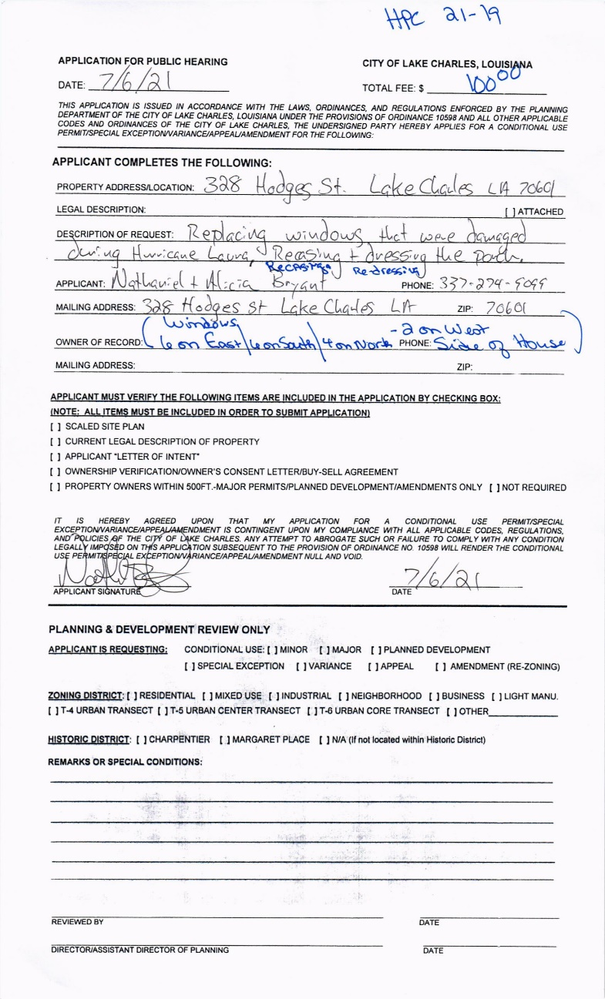 HPC 21-19
APPLICATION FOR PUBLIC HEARING CITY OF LAKE CHARLES, LOUISIANA
DATE: 7/6/21 TOTAL FEE: $ 100 00
THIS APPLICATION IS ISSUED IN ACCORDANCE WITH THE LAWS, ORDINANCES, AND REGULATIONS ENFORCED BY THE PLANNING
DEPARTMENT OF THE CITY OF LAKE CHARLES, LOUISIANA UNDER THE PROVISIONS OF ORDINANCE 10598 AND ALL OTHER APPLICABLE
CODES AND ORDINANCES OF THE CITY OF LAKE CHARLES, THE UNDERSIGNED PARTY HEREBY APPLIES FOR A CONDITIONAL USE
PERMIT/SPECIAL EXCEPTION/VARIANCE/APPEAL/AMENDMENT FOR THE FOLLOWING:
APPLICANT COMPLETES THE FOLLOWING:
PROPERTY ADDRESS/LOCATION: 328 Hodges St. Lake Charles LA 70601
LEGAL DESCRIPTION: [ ] ATTACHED
DESCRIPTION OF REQUEST: Replacing windows that were damaged
during Hurricane Laura, Recasing + dressing the porch.
Recasing Re-dressing
APPLICANT: Nathaniel + Alicia Bryant PHONE: 337-274-9099
MAILING ADDRESS: 328 Hodges St Lake Charles LA ZIP: 70601
(Windows -2 on West
OWNER OF RECORD: 6 on East/6 on South/4 on North PHONE: Side of House)
MAILING ADDRESS: ZIP:
APPLICANT MUST VERIFY THE FOLLOWING ITEMS ARE INCLUDED IN THE APPLICATION BY CHECKING BOX:
(NOTE: ALL ITEMS MUST BE INCLUDED IN ORDER TO SUBMIT APPLICATION)
[ ] SCALED SITE PLAN
[ ] CURRENT LEGAL DESCRIPTION OF PROPERTY
[ ] APPLICANT "LETTER OF INTENT"
[ ] OWNERSHIP VERIFICATION/OWNER'S CONSENT LETTER/BUY-SELL AGREEMENT
[ ] PROPERTY OWNERS WITHIN 500FT.-MAJOR PERMITS/PLANNED DEVELOPMENT/AMENDMENTS ONLY [ ] NOT REQUIRED
IT IS HEREBY AGREED UPON THAT MY APPLICATION FOR A CONDITIONAL USE PERMIT/SPECIAL
EXCEPTION/VARIANCE/APPEAL/AMENDMENT IS CONTINGENT UPON MY COMPLIANCE WITH ALL APPLICABLE CODES, REGULATIONS,
AND POLICIES OF THE CITY OF LAKE CHARLES. ANY ATTEMPT TO ABROGATE SUCH OR FAILURE TO COMPLY WITH ANY CONDITION
LEGALLY IMPOSED ON THIS APPLICATION SUBSEQUENT TO THE PROVISION OF ORDINANCE NO. 10598 WILL RENDER THE CONDITIONAL
USE PERMIT/SPECIAL EXCEPTION/VARIANCE/APPEAL/AMENDMENT NULL AND VOID.
7/6/21
APPLICANT SIGNATURE DATE
PLANNING & DEVELOPMENT REVIEW ONLY
APPLICANT IS REQUESTING: CONDITIONAL USE: [ ] MINOR [ ] MAJOR [ ] PLANNED DEVELOPMENT
[ ] SPECIAL EXCEPTION [ ] VARIANCE [ ] APPEAL [ ] AMENDMENT (RE-ZONING)
ZONING DISTRICT: [ ] RESIDENTIAL [ ] MIXED USE [ ] INDUSTRIAL [ ] NEIGHBORHOOD [ ] BUSINESS [ ] LIGHT MANU.
[ ] T-4 URBAN TRANSECT [ ] T-5 URBAN CENTER TRANSECT [ ] T-6 URBAN CORE TRANSECT [ ] OTHER
HISTORIC DISTRICT: [ ] CHARPENTIER [ ] MARGARET PLACE [ ] N/A (If not located within Historic District)
REMARKS OR SPECIAL CONDITIONS:
REVIEWED BY DATE
DIRECTOR/ASSISTANT DIRECTOR OF PLANNING DATE